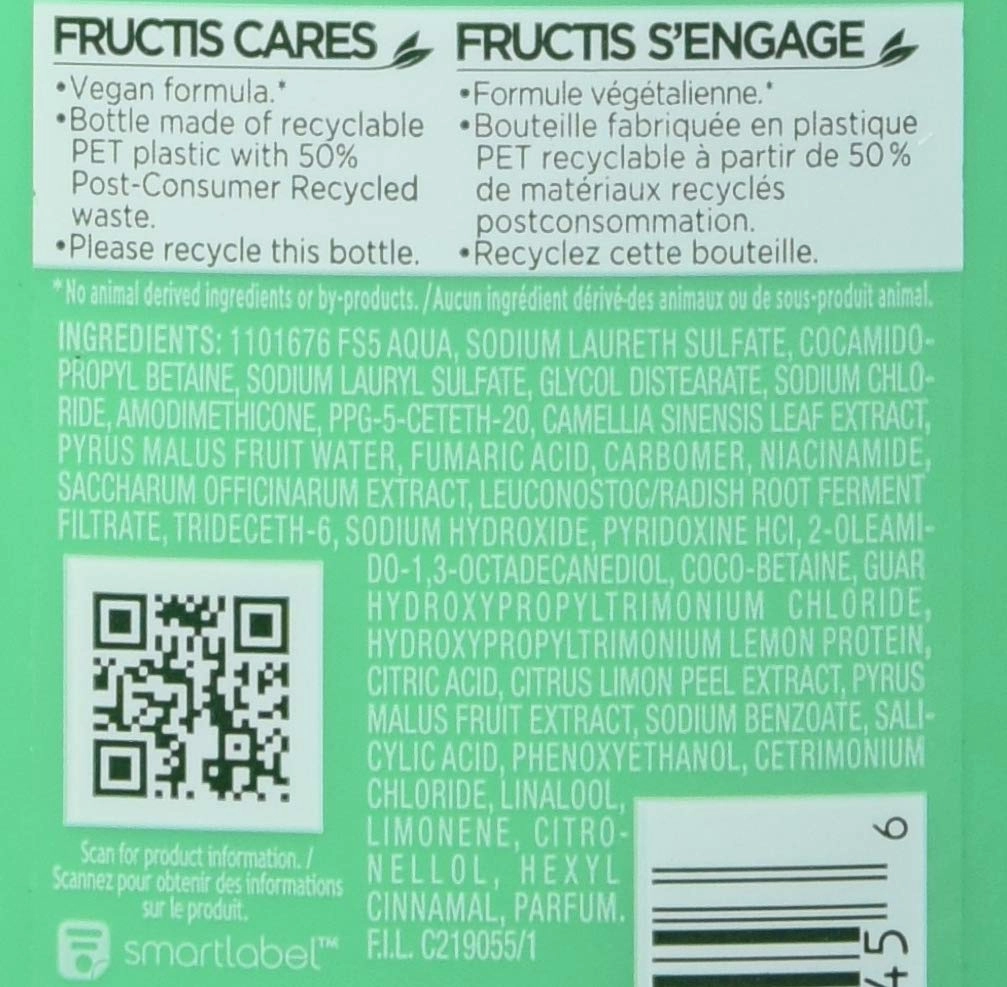 FRUCTIS CARES
•Vegan formula.*
•Bottle made of recyclable
PET plastic with 50%
Post-Consumer Recycled
waste.
•Please recycle this bottle.
FRUCTIS S'ENGAGE
•Formule végétalienne.*
•Bouteille fabriquée en plastique
PET recyclable à partir de 50%
de matériaux recyclés
postconsommation.
•Recyclez cette bouteille.
*No animal derived ingredients or by-products. /Aucun ingrédient dérivé-des animaux ou de sous-produit animal.
INGREDIENTS: 1101676 FS5 AQUA, SODIUM LAURETH SULFATE, COCAMIDO-
PROPYL BETAINE, SODIUM LAURYL SULFATE, GLYCOL DISTEARATE, SODIUM CHLO-
RIDE, AMODIMETHICONE, PPG-5-CETETH-20, CAMELLIA SINENSIS LEAF EXTRACT,
PYRUS MALUS FRUIT WATER, FUMARIC ACID, CARBOMER, NIACINAMIDE,
SACCHARUM OFFICINARUM EXTRACT, LEUCONOSTOC/RADISH ROOT FERMENT
FILTRATE, TRIDECETH-6, SODIUM HYDROXIDE, PYRIDOXINE HCI, 2-OLEAMI-
DO-1,3-OCTADECANEDIOL, COCO-BETAINE, GUAR
HYDROXYPROPYLTRIMONIUM CHLORIDE,
HYDROXYPROPYLTRIMONIUM LEMON PROTEIN,
CITRIC ACID, CITRUS LIMON PEEL EXTRACT, PYRUS
MALUS FRUIT EXTRACT, SODIUM BENZOATE, SALI-
CYLIC ACID, PHENOXYETHANOL, CETRIMONIUM
CHLORIDE, LINALOOL,
LIMONENE, CITRO-
NELLOL, HEXYL
CINNAMAL, PARFUM.
F.I.L. C219055/1
Scan for product information. /
Scannez pour obtenir des informations
sur le produit.
smartlabel™
45 6